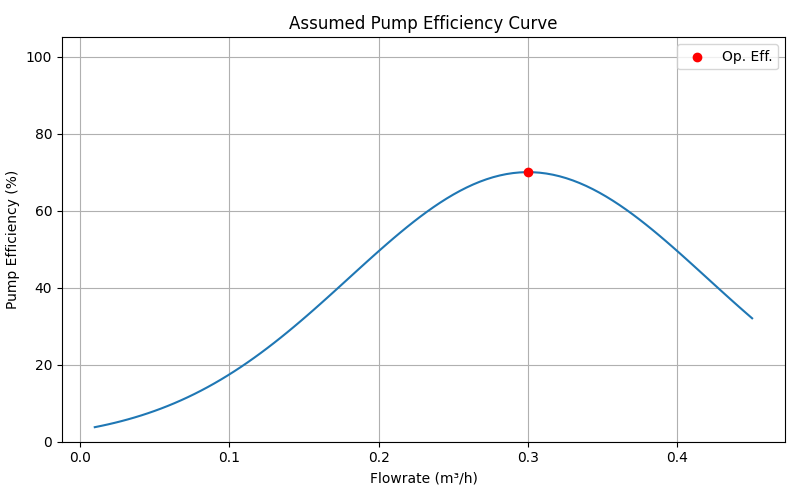 Assumed Pump Efficiency Curve
Op. Eff.
Pump Efficiency (%)
100
80
60
40
20
0
0.0 0.1 0.2 0.3 0.4
Flowrate (m³/h)